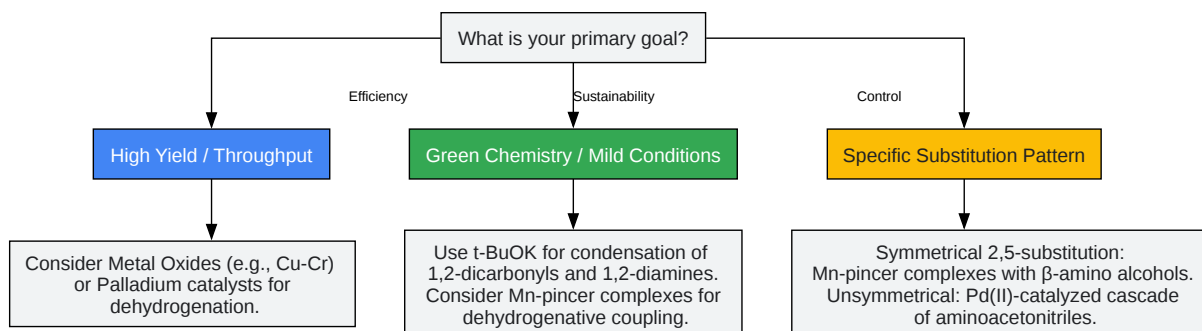 What is your primary goal?
Efficiency
Sustainability
Control
High Yield / Throughput
Green Chemistry / Mild Conditions
Specific Substitution Pattern
Consider Metal Oxides (e.g., Cu-Cr)
or Palladium catalysts for
dehydrogenation.
Use t-BuOK for condensation of
1,2-dicarbonyls and 1,2-diamines.
Consider Mn-pincer complexes for
dehydrogenative coupling.
Symmetrical 2,5-substitution:
Mn-pincer complexes with β-amino alcohols.
Unsymmetrical: Pd(II)-catalyzed cascade
of aminoacetonitriles.